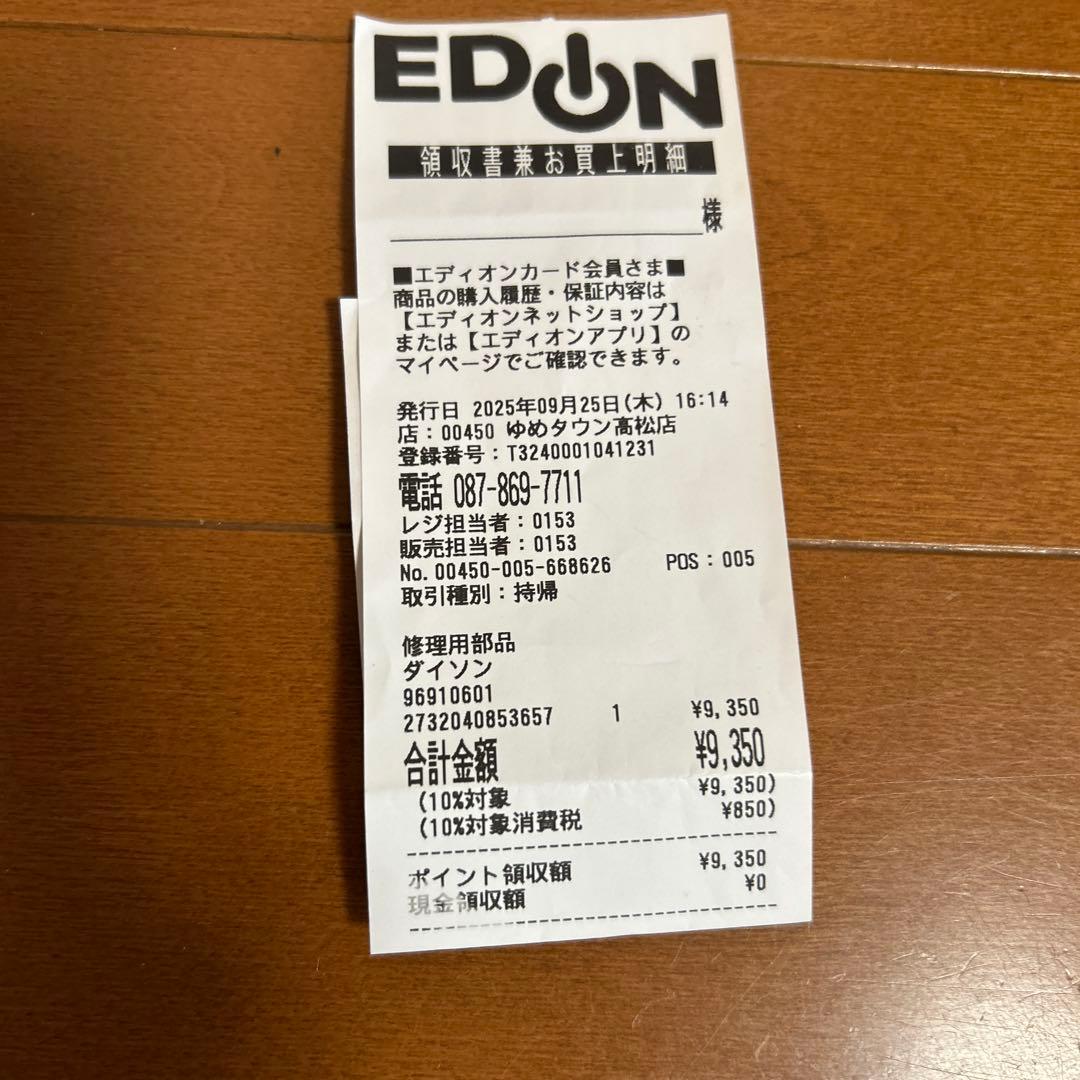 EDION
領収書兼お買上明細
様
■エディオンカード会員さま■
商品の購入履歴・保証内容は
【エディオンネットショップ】
または【エディオンアプリ】の
マイページでご確認できます。
発行日 2025年09月25日(木) 16:14
店：00450 ゆめタウン高松店
登録番号：T3240001041231
電話 087-869-7711
レジ担当者：0153
販売担当者：0153
No. 00450-005-668626 POS：005
取引種別：持帰
修理用部品
ダイソン
96910601
2732040853657 1 ¥9,350
合計金額 ¥9,350
(10%対象 ¥9,350)
(10%対象消費税 ¥850)
ポイント領収額 ¥9,350
現金領収額 ¥0